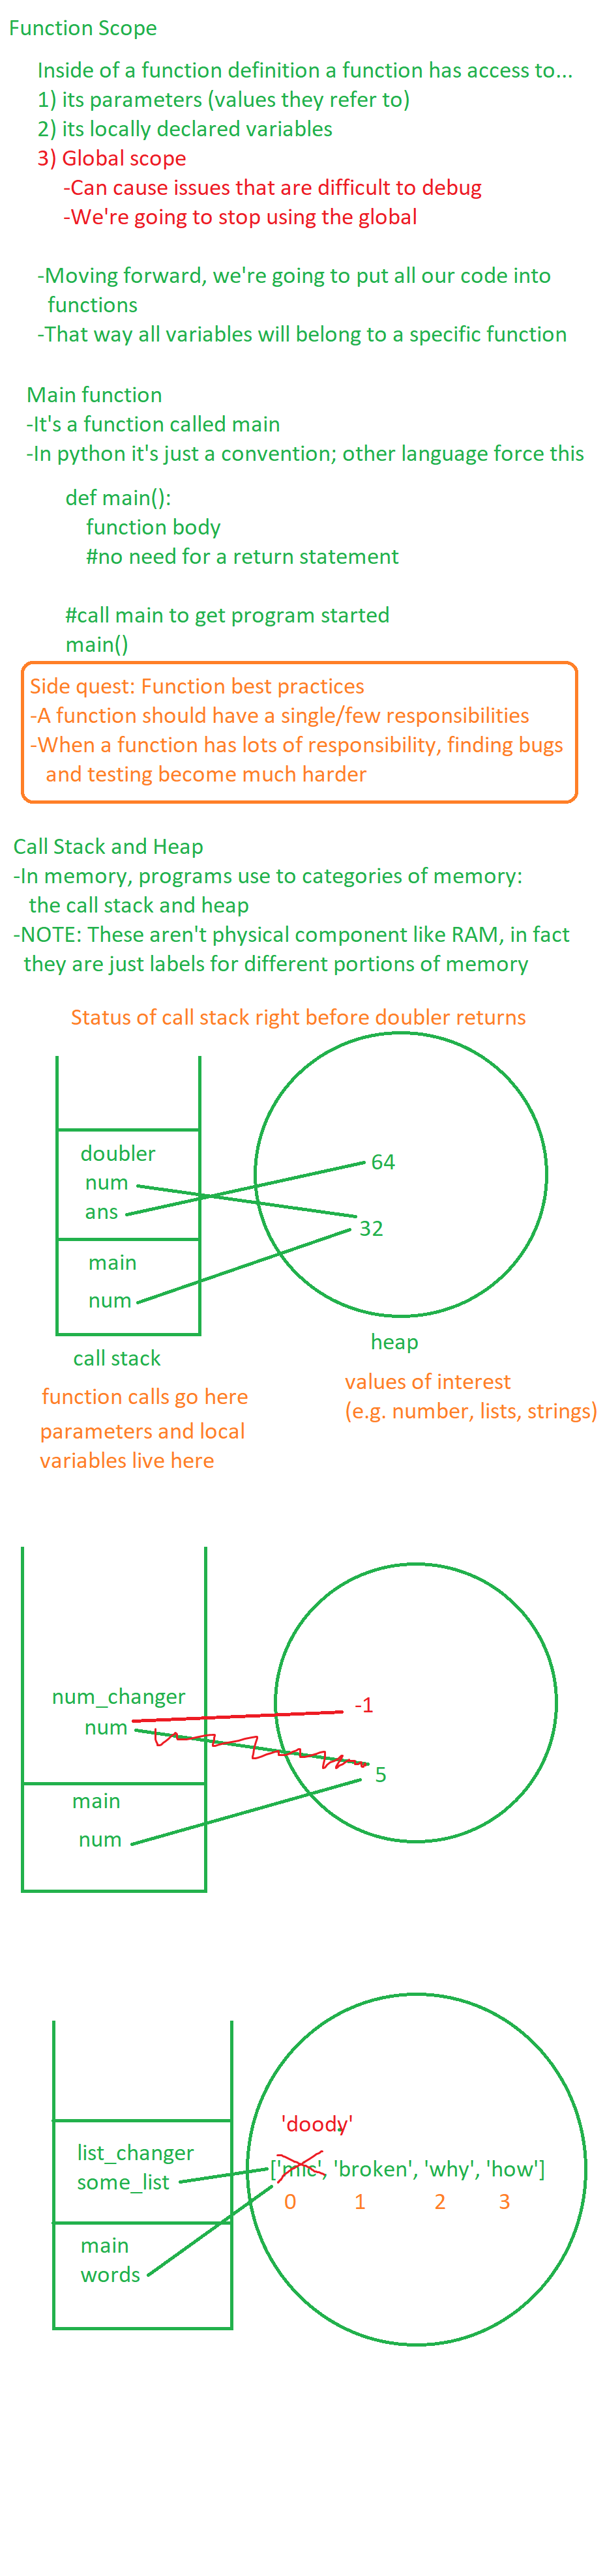 Function Scope
Inside of a function definition a function has access to...
1) its parameters (values they refer to)
2) its locally declared variables
3) Global scope
-Can cause issues that are difficult to debug
-We're going to stop using the global
-Moving forward, we're going to put all our code into
functions
-That way all variables will belong to a specific function
Main function
-It's a function called main
-In python it's just a convention; other language force this
def main():
function body
#no need for a return statement
#call main to get program started
main()
Side quest: Function best practices
-A function should have a single/few responsibilities
-When a function has lots of responsibility, finding bugs
and testing become much harder
Call Stack and Heap
-In memory, programs use to categories of memory:
the call stack and heap
-NOTE: These aren't physical component like RAM, in fact
they are just labels for different portions of memory
Status of call stack right before doubler returns
doubler
num
ans
main
num
64
32
call stack
heap
function calls go here
parameters and local
variables live here
values of interest
(e.g. number, lists, strings)
num_changer
num
main
num
-1
5
list_changer
some_list
main
words
'doody'
['mic', 'broken', 'why', 'how']
0 1 2 3